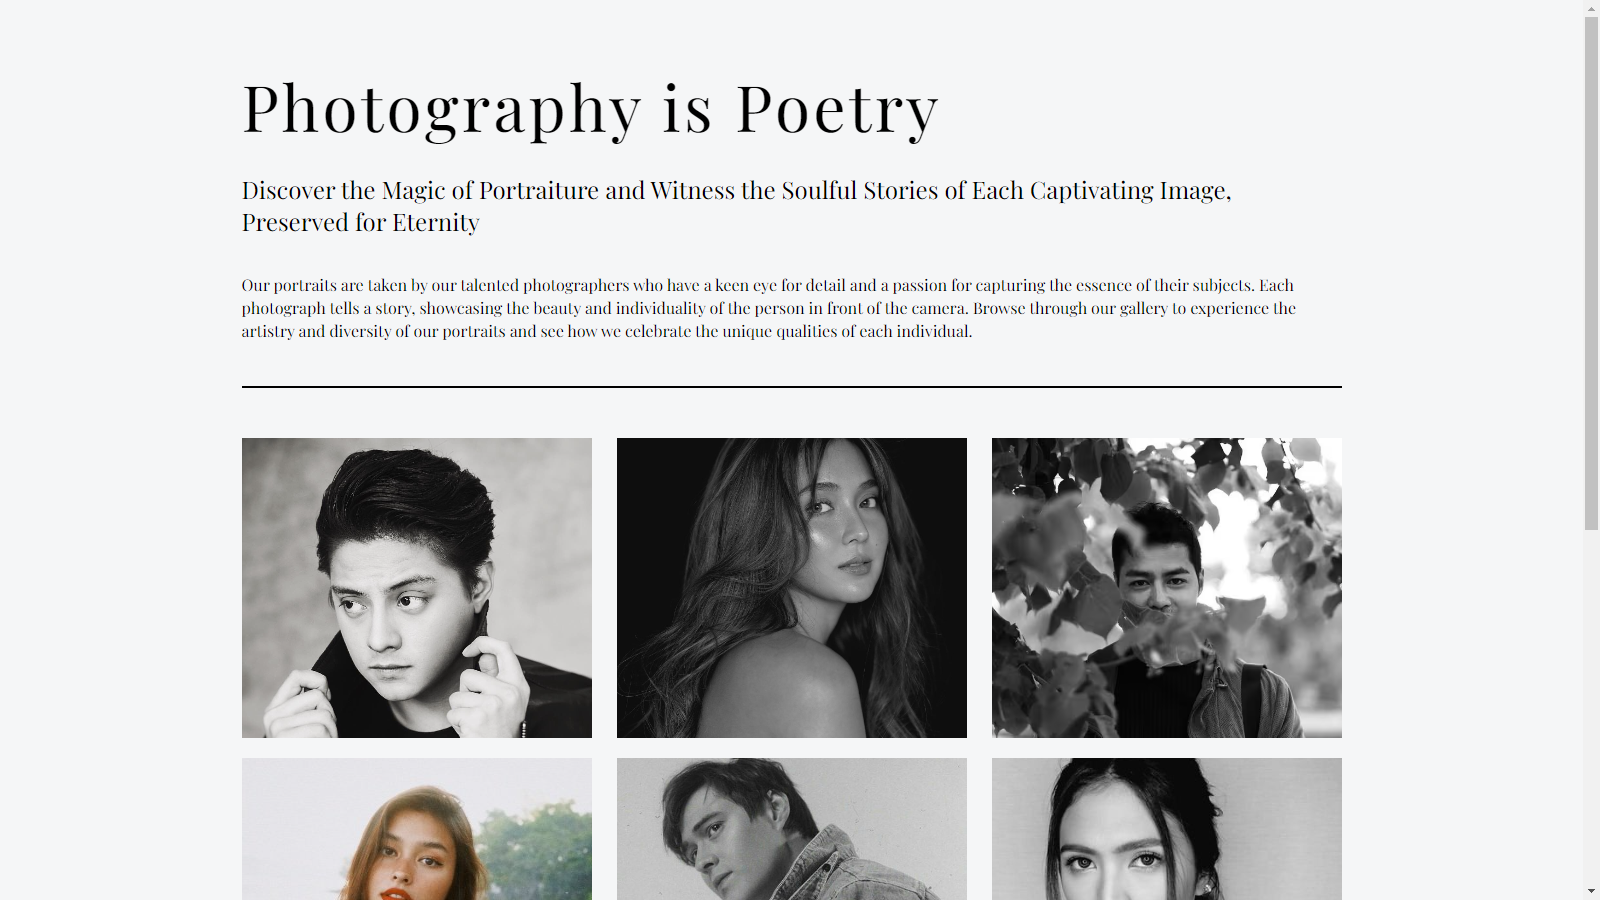 Photography is Poetry
Discover the Magic of Portraiture and Witness the Soulful Stories of Each Captivating Image,
Preserved for Eternity
Our portraits are taken by our talented photographers who have a keen eye for detail and a passion for capturing the essence of their subjects. Each
photograph tells a story, showcasing the beauty and individuality of the person in front of the camera. Browse through our gallery to experience the
artistry and diversity of our portraits and see how we celebrate the unique qualities of each individual.